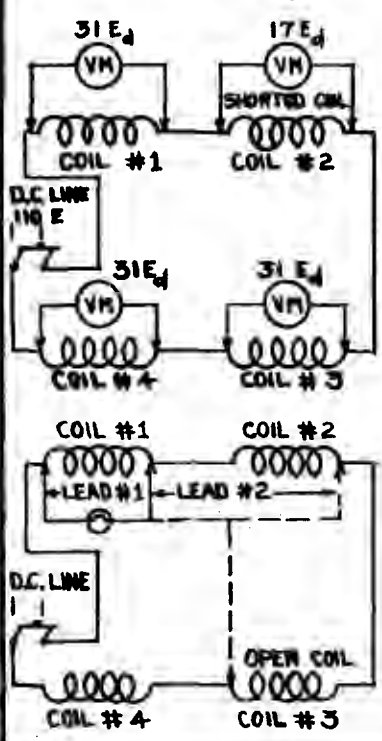 31 Ed 17 Ed
VM VM
SHORTED COIL
COIL #1 COIL #2
D.C. LINE
110 E
31 Ed 31 Ed
VM VM
COIL #4 COIL #3
COIL #1 COIL #2
LEAD #1 LEAD #2
D.C. LINE
OPEN COIL
COIL #4 COIL #3